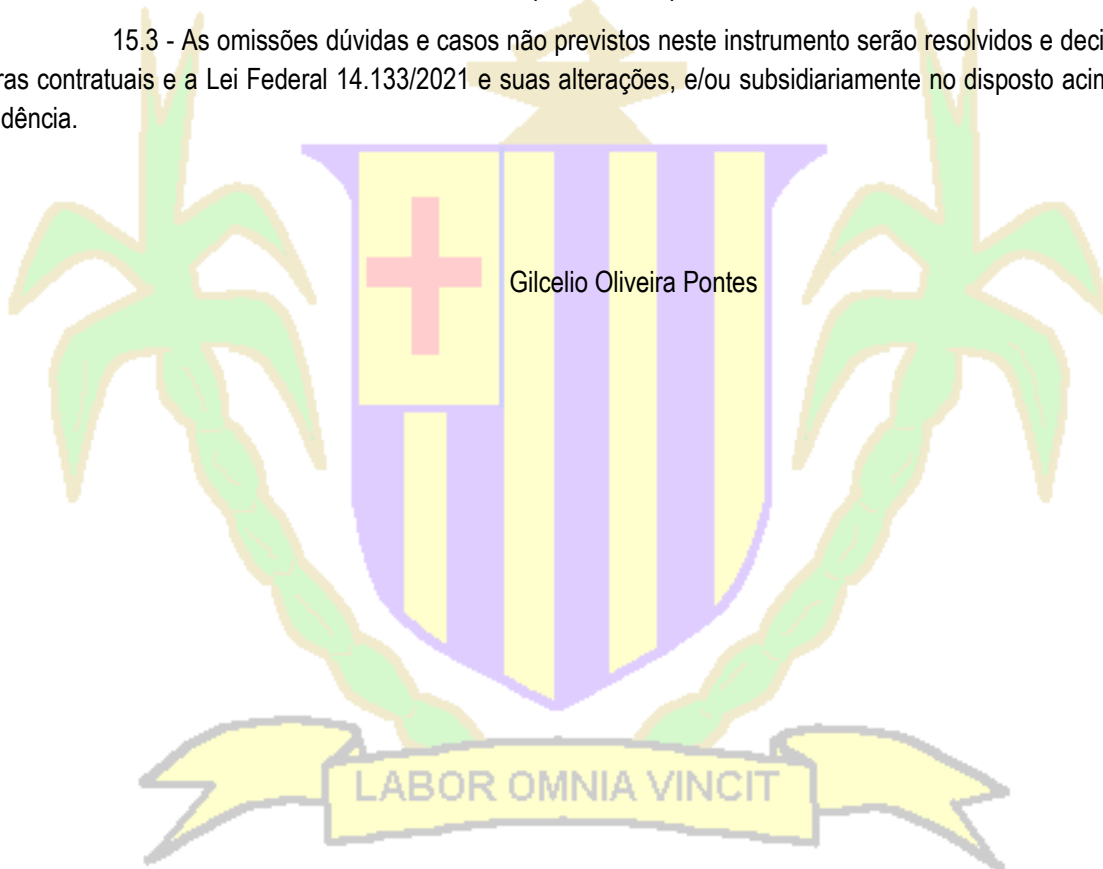 15.3 - As omissões dúvidas e casos não previstos neste instrumento serão resolvidos e deci
ras contratuais e a Lei Federal 14.133/2021 e suas alterações, e/ou subsidiariamente no disposto acim
dência.
Gilcelio Oliveira Pontes
LABOR OMNIA VINCIT